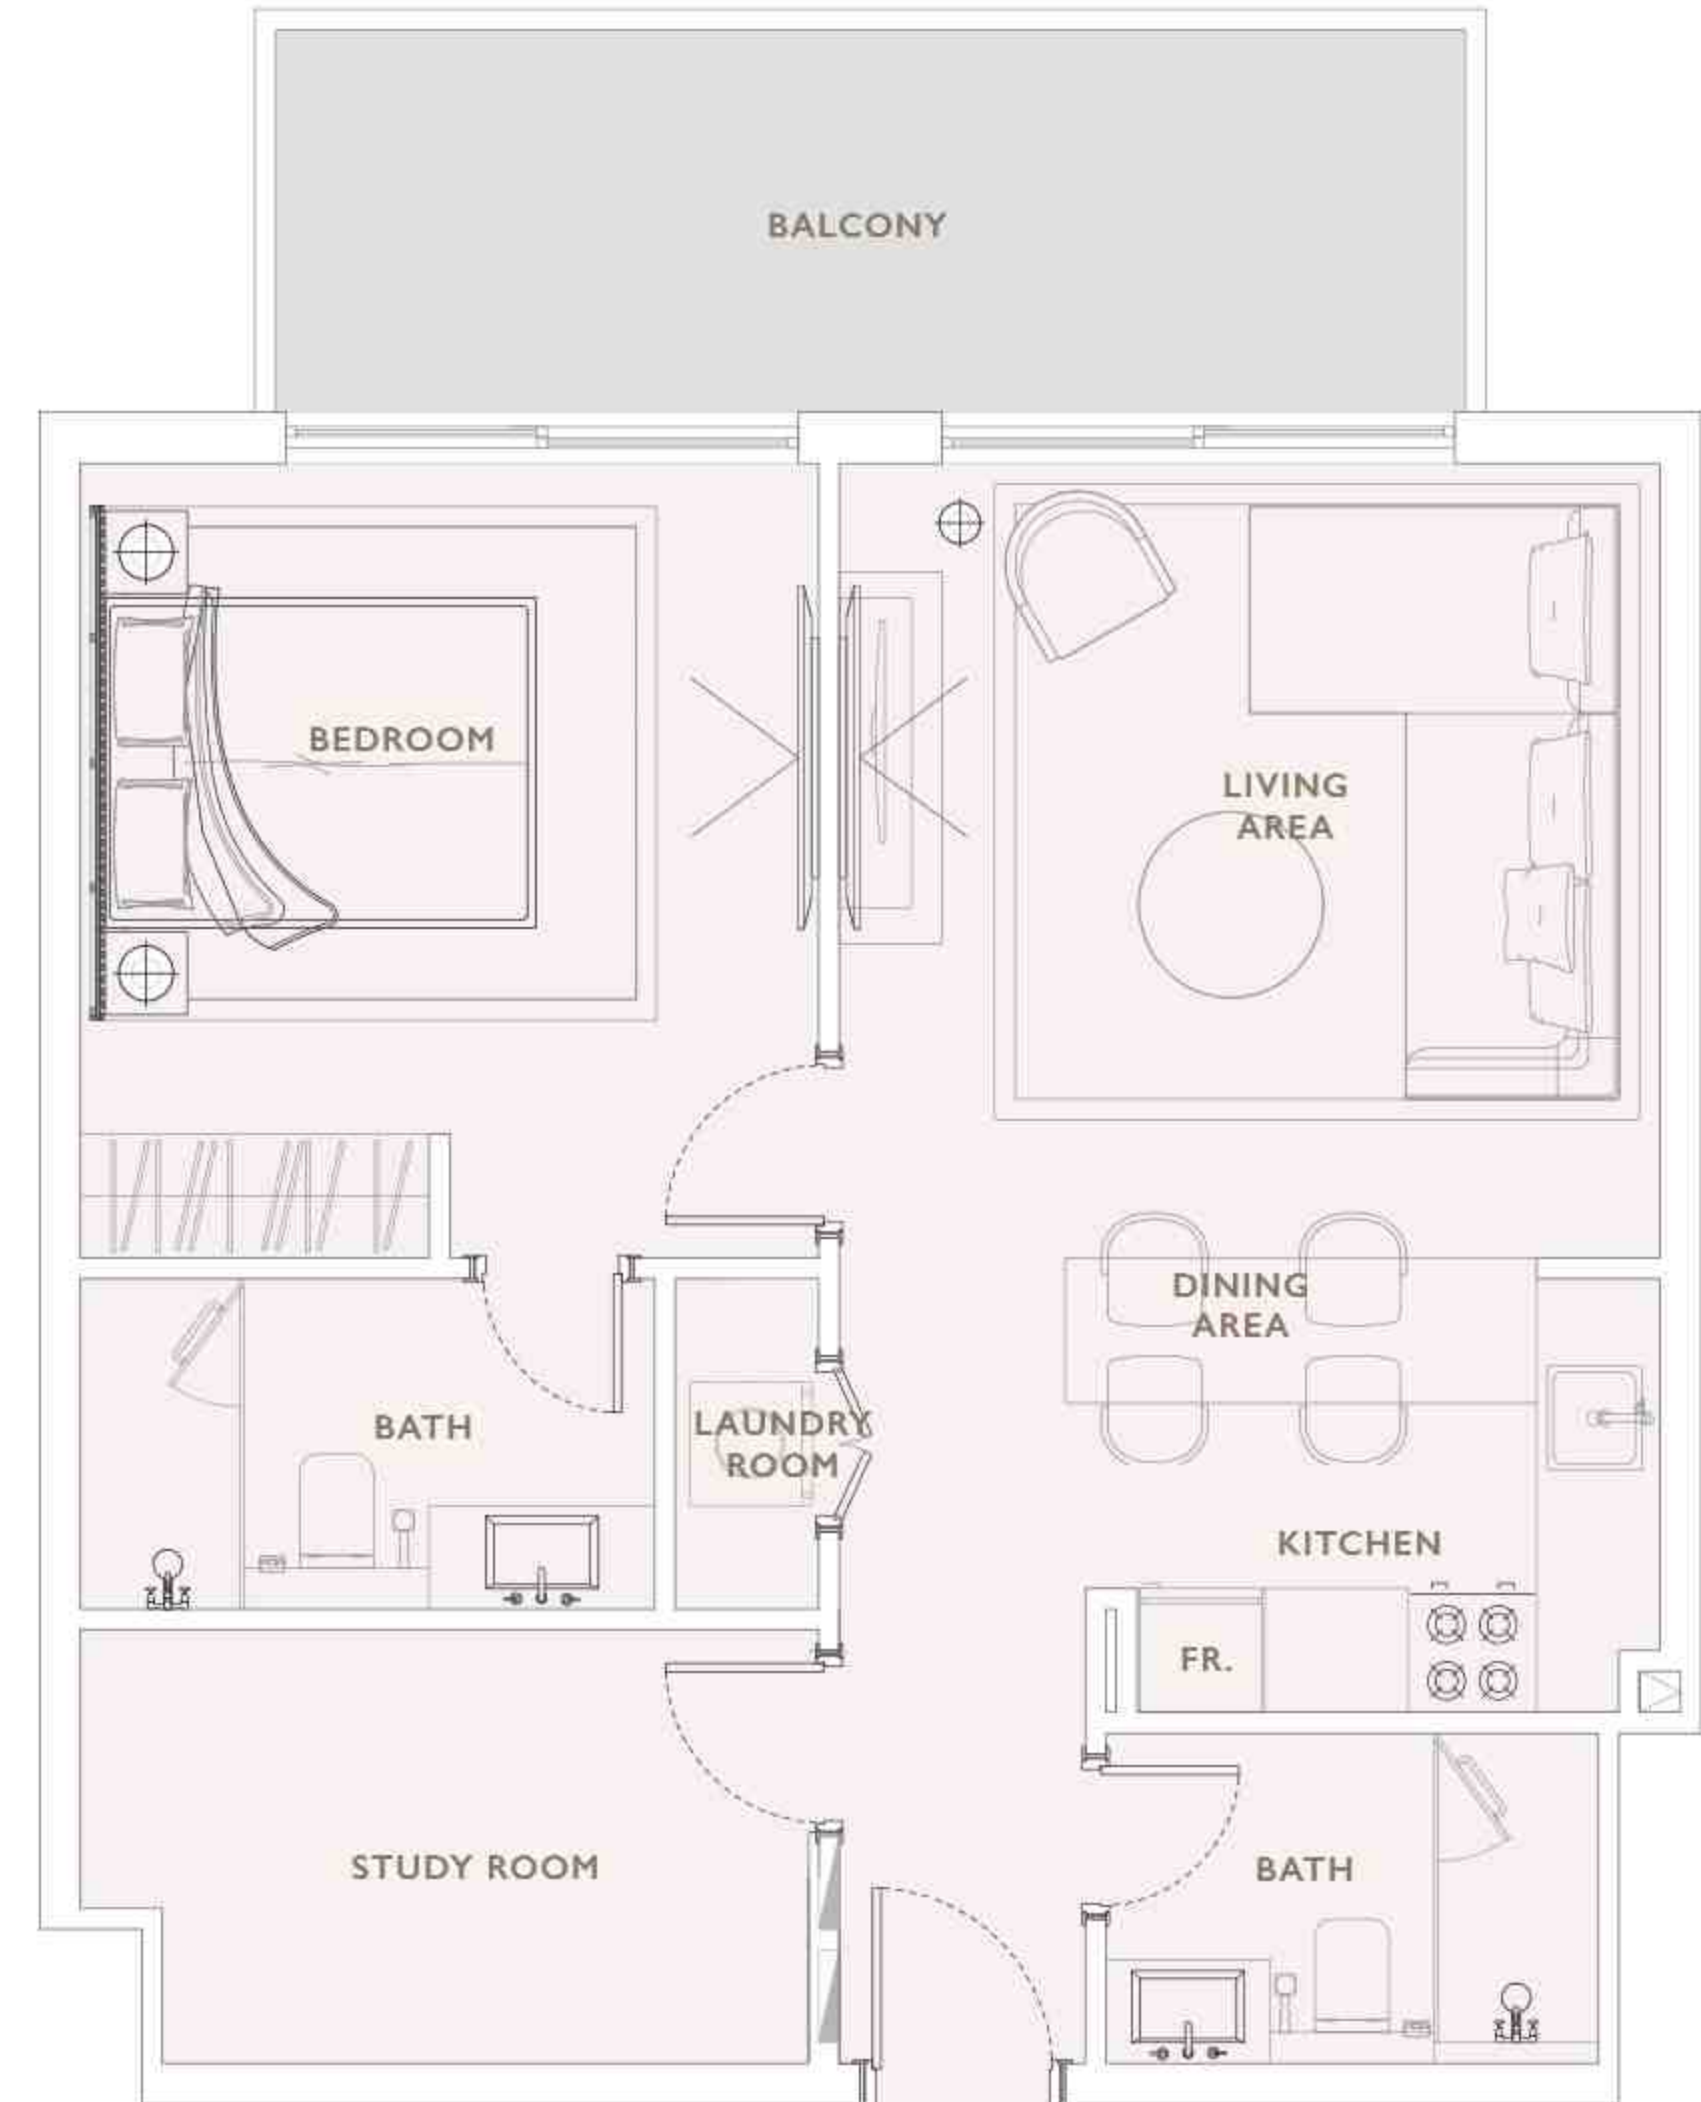 BALCONY
BEDROOM
LIVING
AREA
DINING
AREA
BATH
LAUNDRY
ROOM
KITCHEN
FR.
STUDY ROOM
BATH